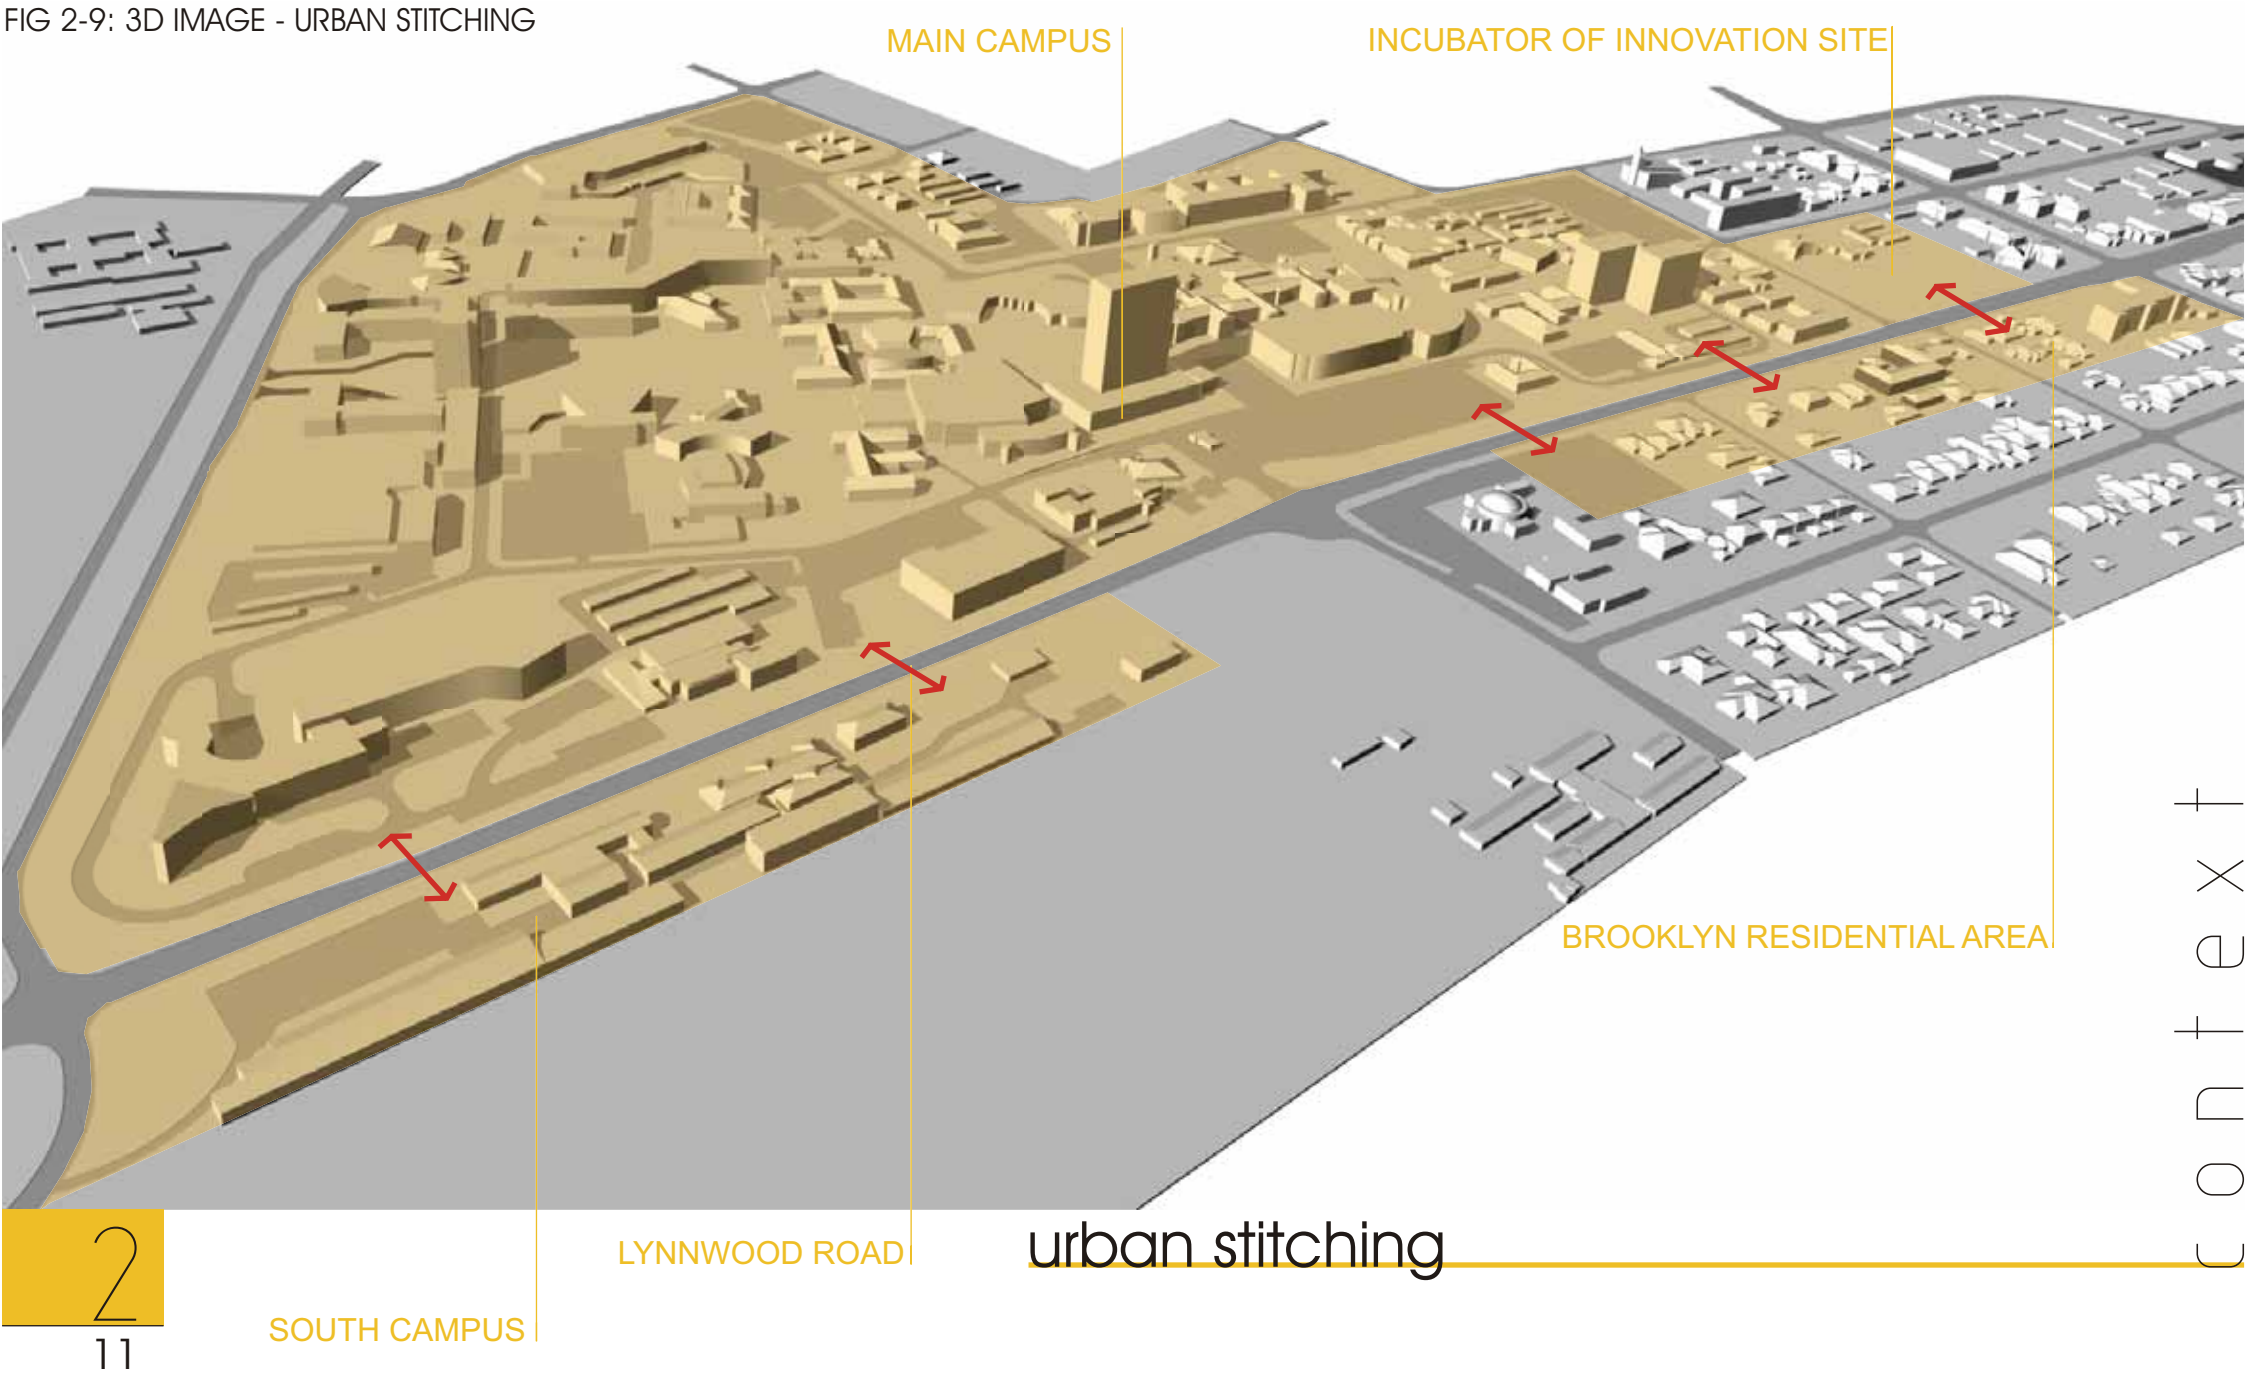 FIG 2-9: 3D IMAGE - URBAN STITCHING
MAIN CAMPUS
INCUBATOR OF INNOVATION SITE
BROOKLYN RESIDENTIAL AREA
context
LYNNWOOD ROAD
urban stitching
SOUTH CAMPUS
2
11